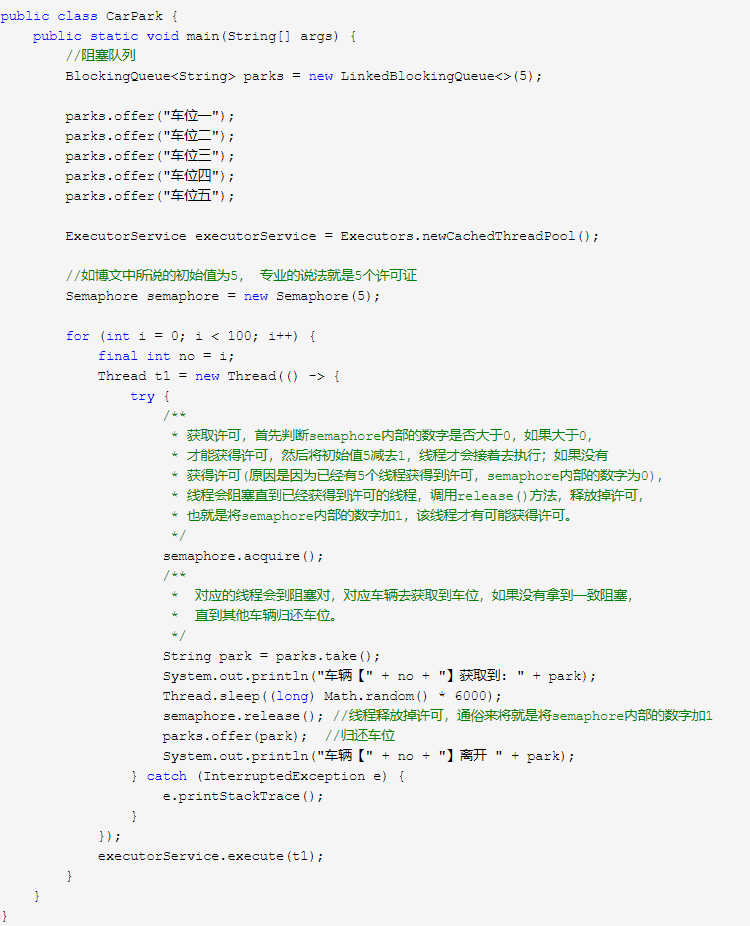 public class CarPark {
    public static void main(String[] args) {
        //阻塞队列
        BlockingQueue<String> parks = new LinkedBlockingQueue<>(5);

        parks.offer("车位一");
        parks.offer("车位二");
        parks.offer("车位三");
        parks.offer("车位四");
        parks.offer("车位五");

        ExecutorService executorService = Executors.newCachedThreadPool();

        //如博文中所说的初始值为5, 专业的说法就是5个许可证
        Semaphore semaphore = new Semaphore(5);

        for (int i = 0; i < 100; i++) {
            final int no = i;
            Thread t1 = new Thread(() -> {
                try {
                    /**
                     * 获取许可，首先判断semaphore内部的数字是否大于0，如果大于0，
                     * 才能获得许可，然后将初始值5减去1，线程才会接着去执行；如果没有
                     * 获得许可(原因是因为已经有5个线程获得到许可，semaphore内部的数字为0)，
                     * 线程会阻塞直到已经获得到许可的线程，调用release()方法，释放掉许可，
                     * 也就是将semaphore内部的数字加1，该线程才有可能获得许可。
                     */
                    semaphore.acquire();
                    /**
                     *  对应的线程会到阻塞对，对应车辆去获取到车位，如果没有拿到一致阻塞，
                     *  直到其他车辆归还车位。
                     */
                    String park = parks.take();
                    System.out.println("车辆【" + no + "】获取到: " + park);
                    Thread.sleep((long) Math.random() * 6000);
                    semaphore.release(); //线程释放掉许可，通俗来将就是将semaphore内部的数字加1
                    parks.offer(park);  //归还车位
                    System.out.println("车辆【" + no + "】离开 " + park);
                } catch (InterruptedException e) {
                    e.printStackTrace();
                }
            });
            executorService.execute(t1);
        }
    }
}